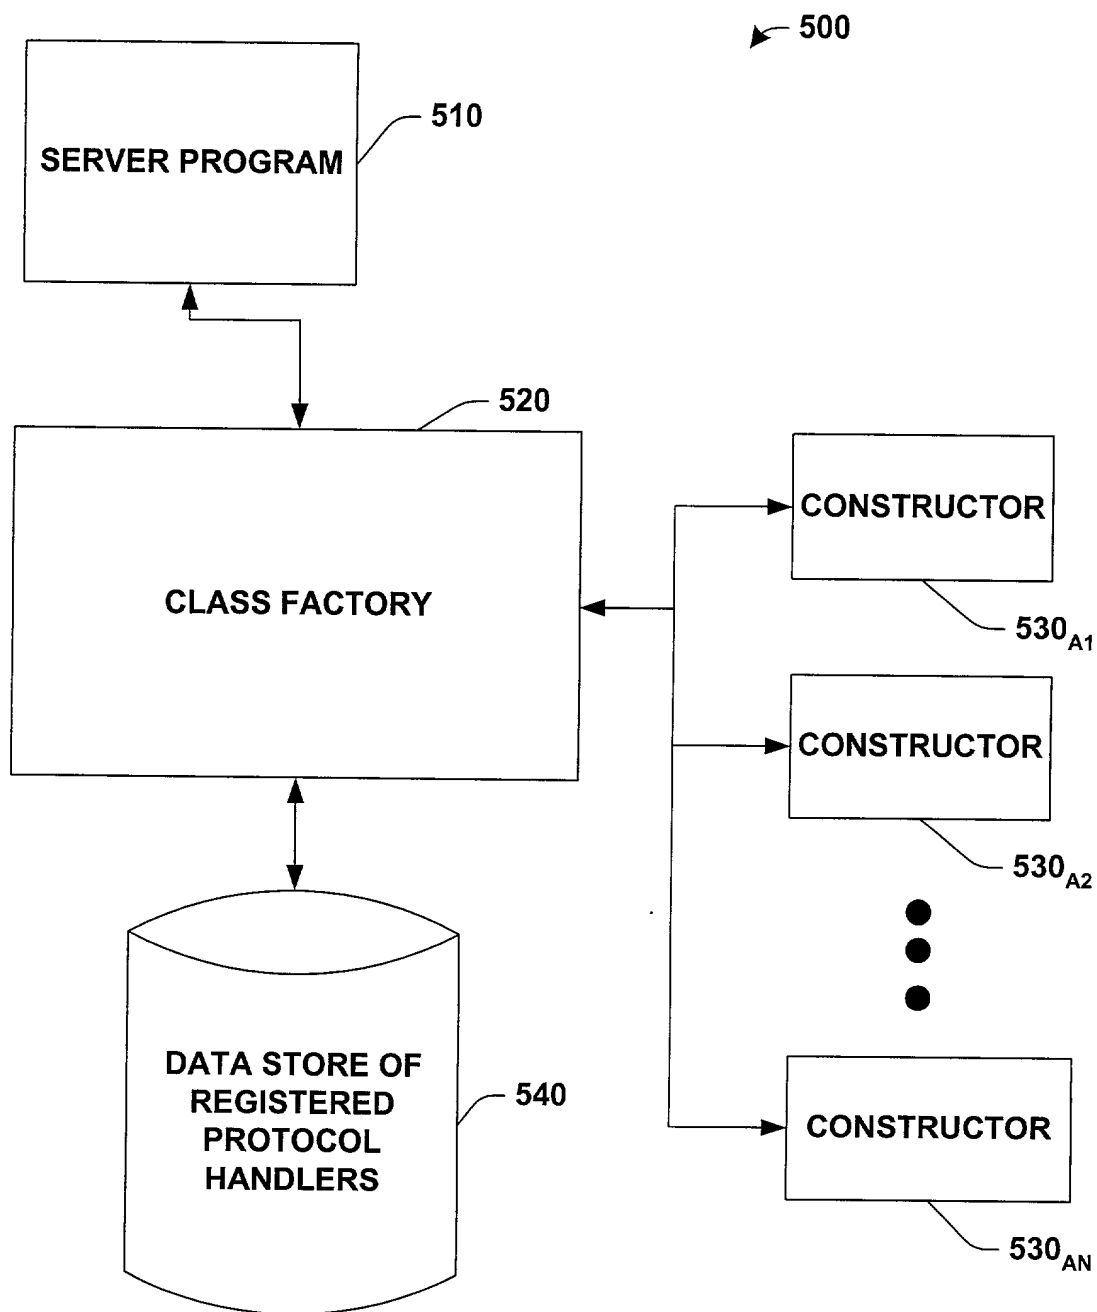 500
510
SERVER PROGRAM
520
CONSTRUCTOR
CLASS FACTORY
530A1
CONSTRUCTOR
530A2
DATA STORE OF
REGISTERED
PROTOCOL
HANDLERS
540
CONSTRUCTOR
530AN